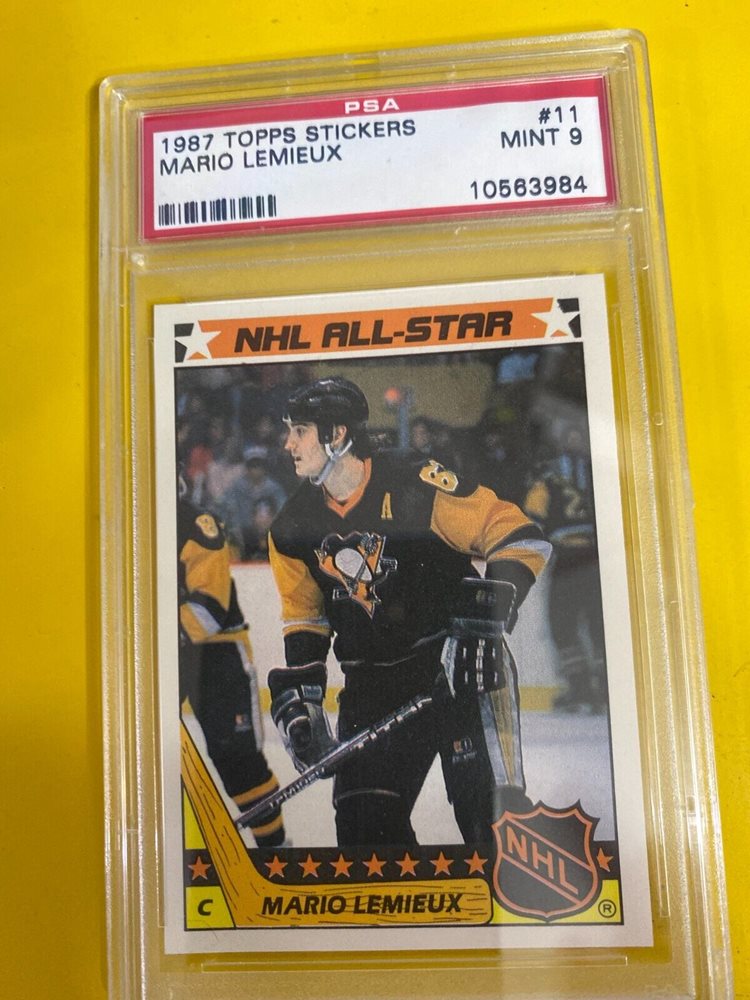 PSA
1987 TOPPS STICKERS #11
MARIO LEMIEUX MINT 9
10563984
NHL ALL-STAR
A
NHL
C MARIO LEMIEUX ®